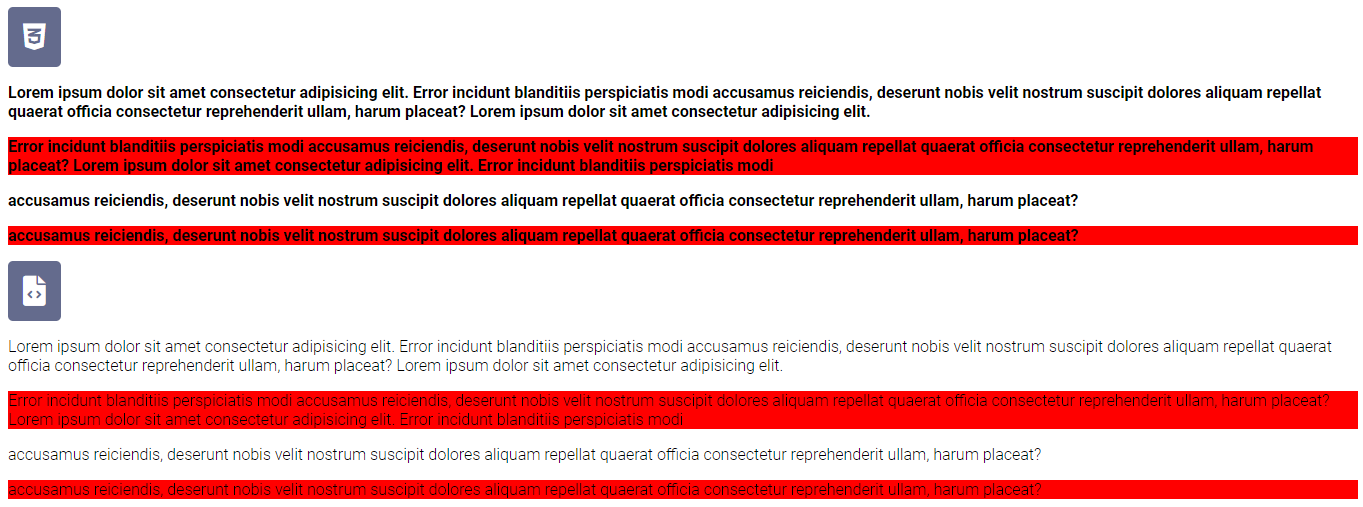 Lorem ipsum dolor sit amet consectetur adipisicing elit. Error incidunt blanditiis perspiciatis modi accusamus reiciendis, deserunt nobis velit nostrum suscipit dolores aliquam repellat
quaerat officia consectetur reprehenderit ullam, harum placeat? Lorem ipsum dolor sit amet consectetur adipisicing elit.
Error incidunt blanditiis perspiciatis modi accusamus reiciendis, deserunt nobis velit nostrum suscipit dolores aliquam repellat quaerat officia consectetur reprehenderit ullam, harum
placeat? Lorem ipsum dolor sit amet consectetur adipisicing elit. Error incidunt blanditiis perspiciatis modi
accusamus reiciendis, deserunt nobis velit nostrum suscipit dolores aliquam repellat quaerat officia consectetur reprehenderit ullam, harum placeat?
accusamus reiciendis, deserunt nobis velit nostrum suscipit dolores aliquam repellat quaerat officia consectetur reprehenderit ullam, harum placeat?
Lorem ipsum dolor sit amet consectetur adipisicing elit. Error incidunt blanditiis perspiciatis modi accusamus reiciendis, deserunt nobis velit nostrum suscipit dolores aliquam repellat quaerat
officia consectetur reprehenderit ullam, harum placeat? Lorem ipsum dolor sit amet consectetur adipisicing elit.
Error incidunt blanditiis perspiciatis modi accusamus reiciendis, deserunt nobis velit nostrum suscipit dolores aliquam repellat quaerat officia consectetur reprehenderit ullam, harum placeat?
Lorem ipsum dolor sit amet consectetur adipisicing elit. Error incidunt blanditiis perspiciatis modi
accusamus reiciendis, deserunt nobis velit nostrum suscipit dolores aliquam repellat quaerat officia consectetur reprehenderit ullam, harum placeat?
accusamus reiciendis, deserunt nobis velit nostrum suscipit dolores aliquam repellat quaerat officia consectetur reprehenderit ullam, harum placeat?